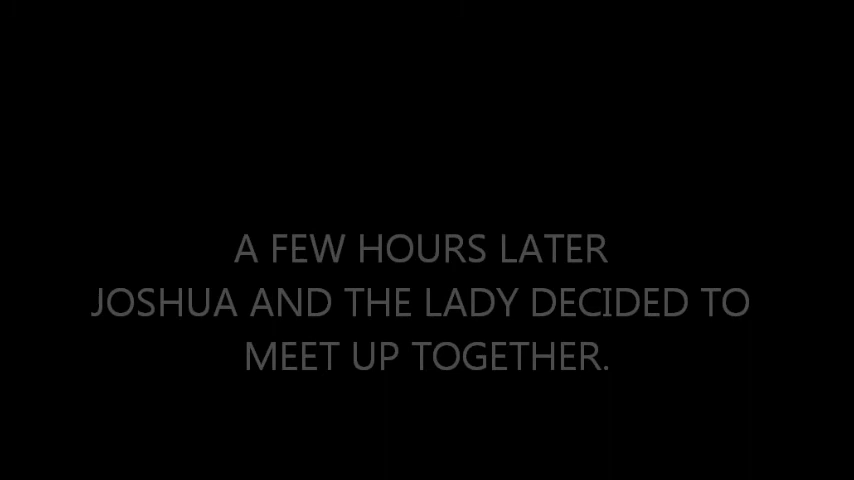 A FEW HOURS LATER
JOSHUA AND THE LADY DECIDED TO
MEET UP TOGETHER.